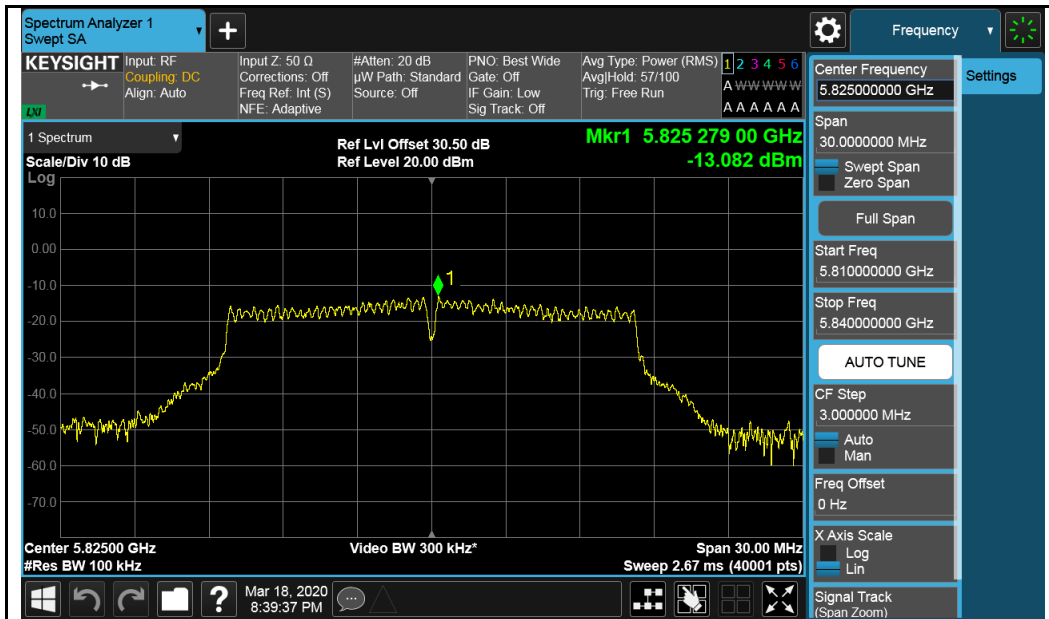 Spectrum Analyzer 1
Swept SA
+
Frequency
KEYSIGHT
Input: RF
Coupling: DC
Align: Auto
LXI
Input Z: 50 Ω
Corrections: Off
Freq Ref: Int (S)
NFE: Adaptive
#Atten: 20 dB
µW Path: Standard
Source: Off
PNO: Best Wide
Gate: Off
IF Gain: Low
Sig Track: Off
Avg Type: Power (RMS)
Avg|Hold: 57/100
Trig: Free Run
1 2 3 4 5 6
A W W W W W
A A A A A A
1 Spectrum
Scale/Div 10 dB
Log
Ref Lvl Offset 30.50 dB
Ref Level 20.00 dBm
Mkr1 5.825 279 00 GHz
-13.082 dBm
10.0
0.00
-10.0
-20.0
-30.0
-40.0
-50.0
-60.0
-70.0
1
Center 5.82500 GHz
#Res BW 100 kHz
Video BW 300 kHz*
Span 30.00 MHz
Sweep 2.67 ms (40001 pts)
Center Frequency
5.825000000 GHz
Span
30.0000000 MHz
Swept Span
Zero Span
Full Span
Start Freq
5.810000000 GHz
Stop Freq
5.840000000 GHz
AUTO TUNE
CF Step
3.000000 MHz
Auto
Man
Freq Offset
0 Hz
X Axis Scale
Log
Lin
Signal Track
(Span Zoom)
Settings
?
Mar 18, 2020
8:39:37 PM